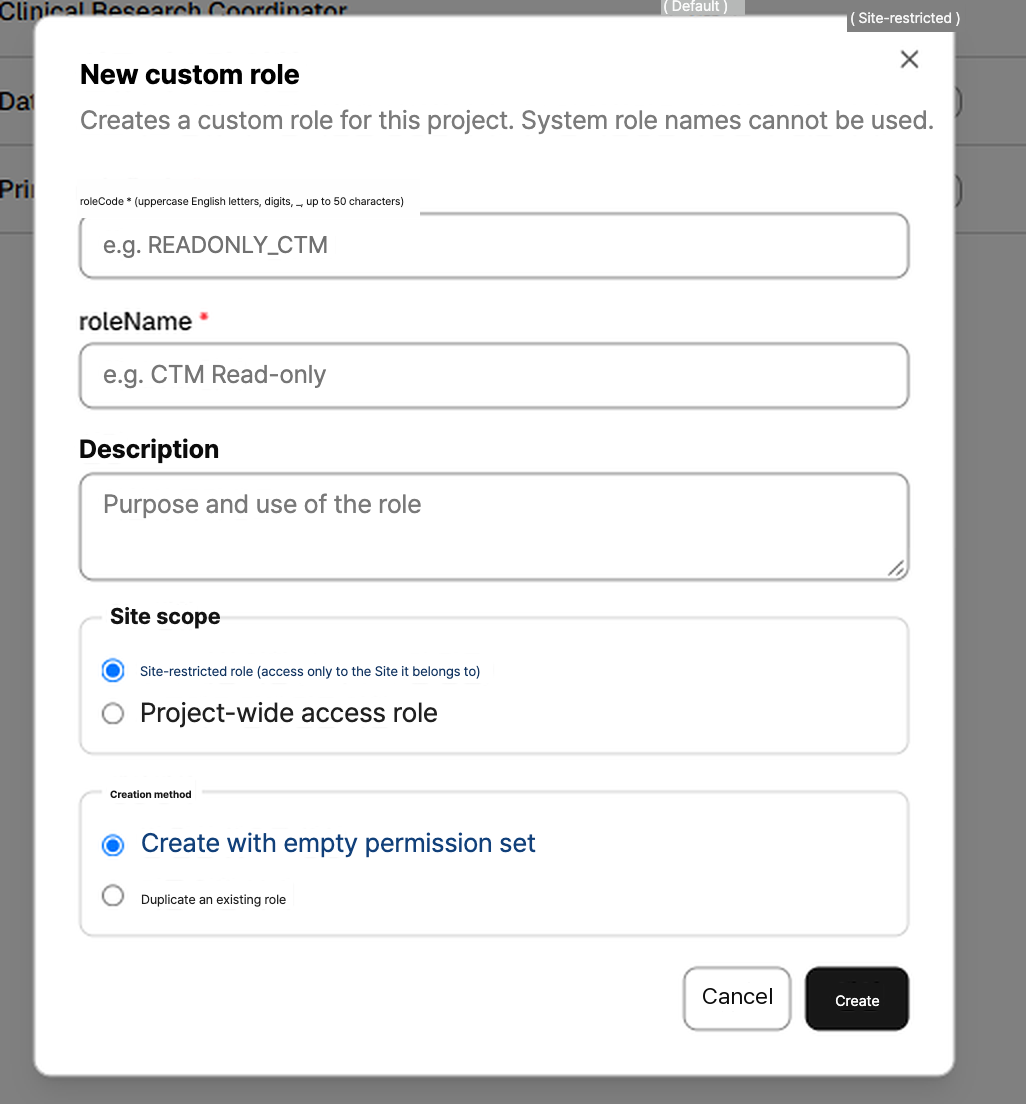 Clinical Research Coordinator
( Default )
( Site-restricted )
New custom role
Creates a custom role for this project. System role names cannot be used.
roleCode * (uppercase English letters, digits, _, up to 50 characters)
e.g. READONLY_CTM
roleName *
e.g. CTM Read-only
Description
Purpose and use of the role
Site scope
Site-restricted role (access only to the Site it belongs to)
Project-wide access role
Creation method
Create with empty permission set
Duplicate an existing role
Cancel
Create